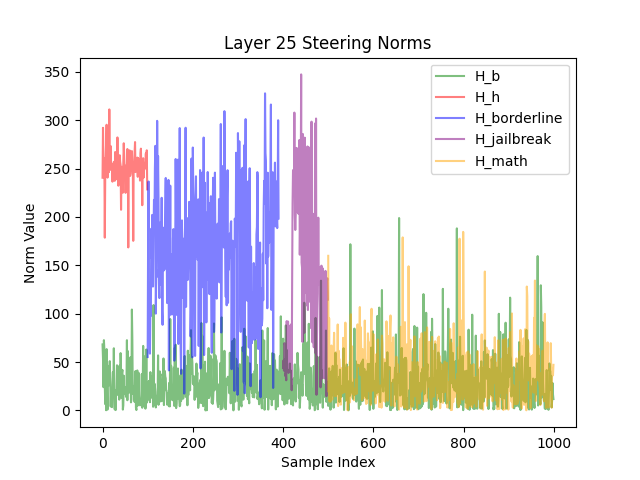 Layer 25 Steering Norms
H_b
H_h
H_borderline
H_jailbreak
H_math
Norm Value
350
300
250
200
150
100
50
0
0 200 400 600 800 1000
Sample Index